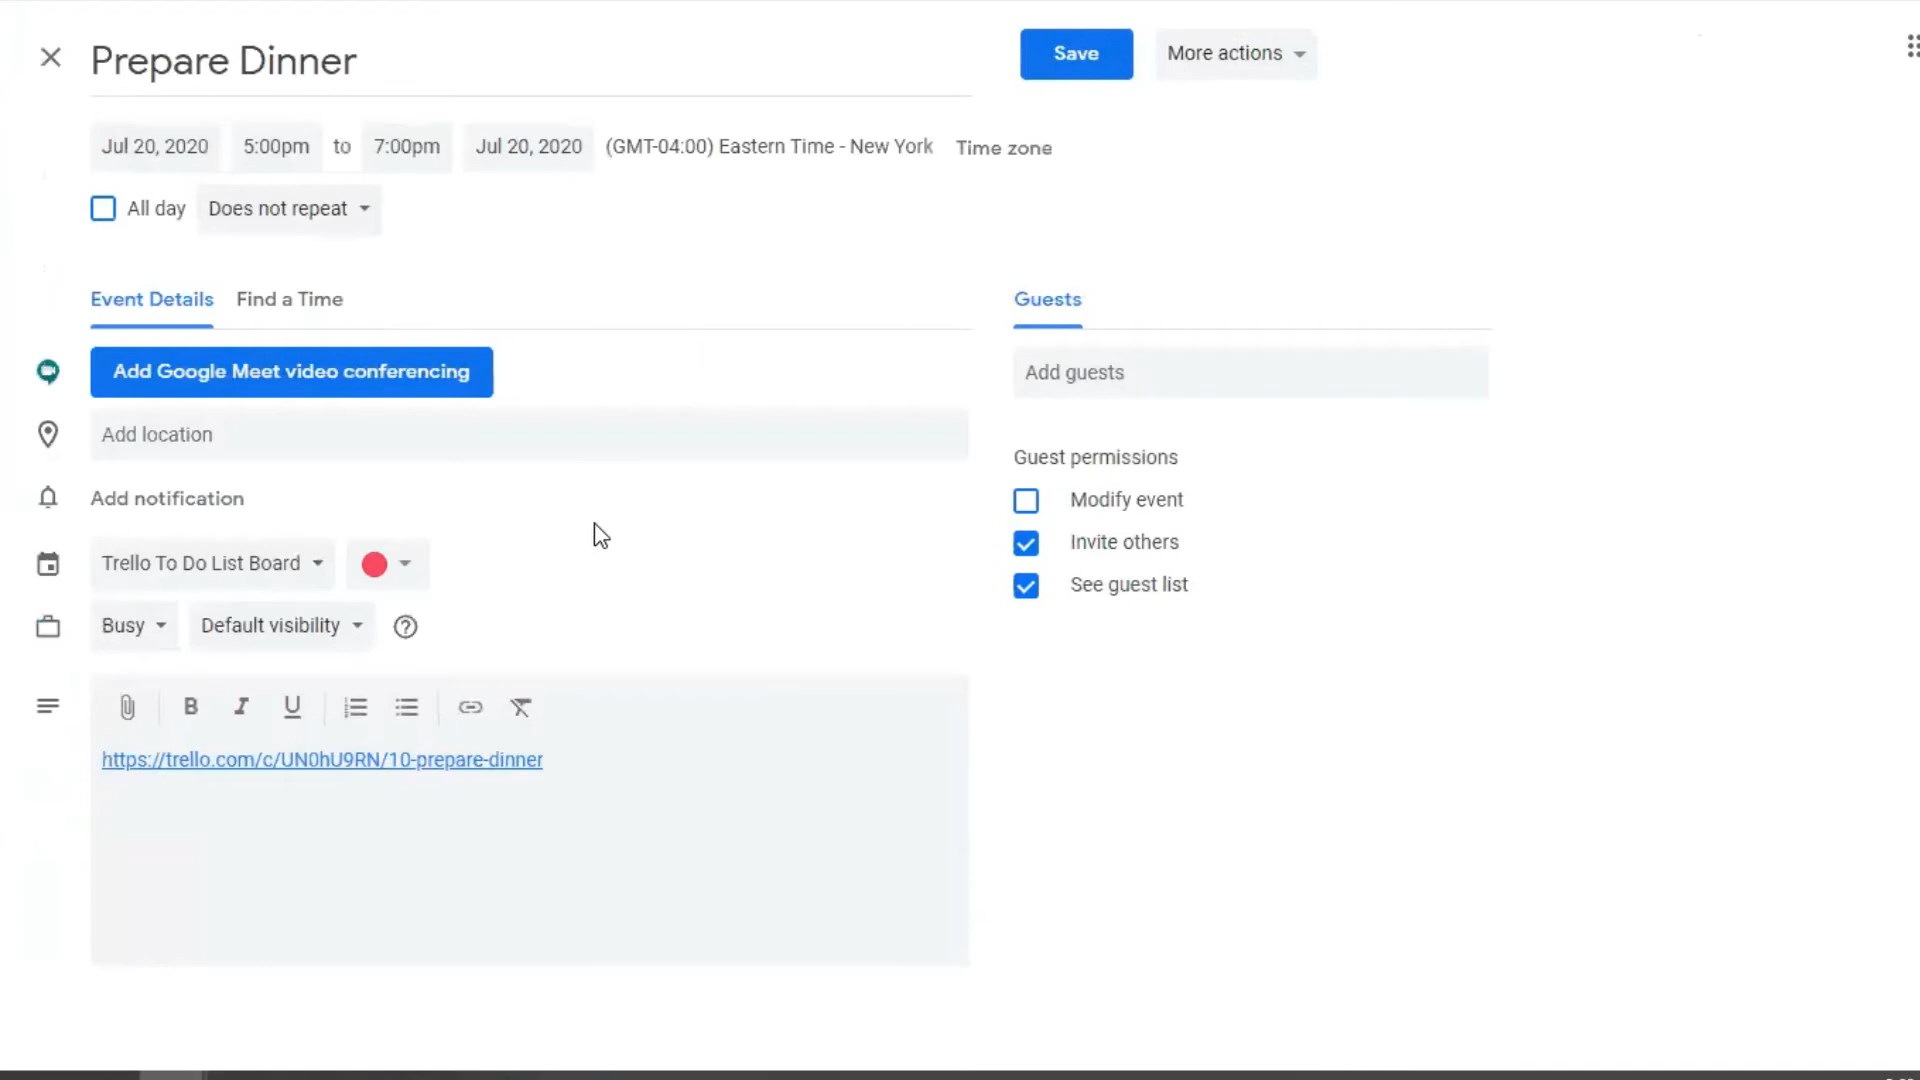 Prepare Dinner
Save
More actions
Jul 20, 2020 5:00pm to 7:00pm Jul 20, 2020 (GMT-04:00) Eastern Time - New York Time zone
All day Does not repeat
Event Details Find a Time
Guests
Add Google Meet video conferencing
Add guests
Add location
Guest permissions
Add notification
Modify event
Invite others
Trello To Do List Board
See guest list
Busy Default visibility
B I U
https://trello.com/c/UN0hU9RN/10-prepare-dinner